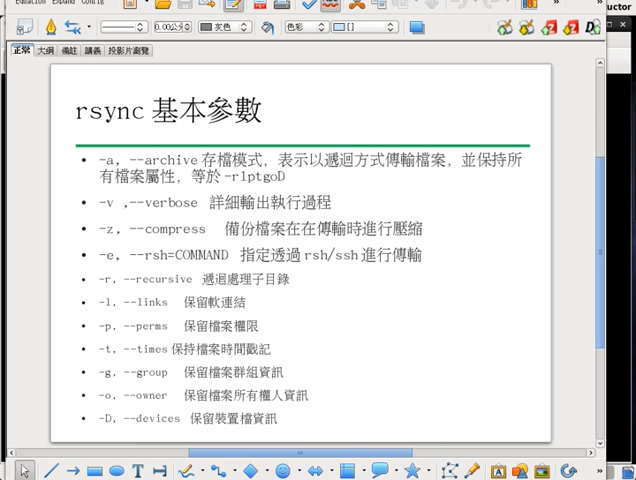 Equation Expand Config
uctor
0.00公分
灰色
色彩
[]
正常 大綱 備註 講義 投影片瀏覽
rsync 基本參數
• -a, --archive 存檔模式, 表示以遞迴方式傳輸檔案, 並保持所
有檔案屬性, 等於 -rlptgoD
• -v ,--verbose 詳細輸出執行過程
• -z, --compress 備份檔案在在傳輸時進行壓縮
• -e, --rsh=COMMAND 指定透過 rsh/ssh 進行傳輸
• -r, --recursive 遞迴處理子目錄
• -l, --links 保留軟連結
• -p, --perms 保留檔案權限
• -t, --times 保持檔案時間戳記
• -g, --group 保留檔案群組資訊
• -o, --owner 保留檔案所有權人資訊
• -D, --devices 保留裝置檔資訊